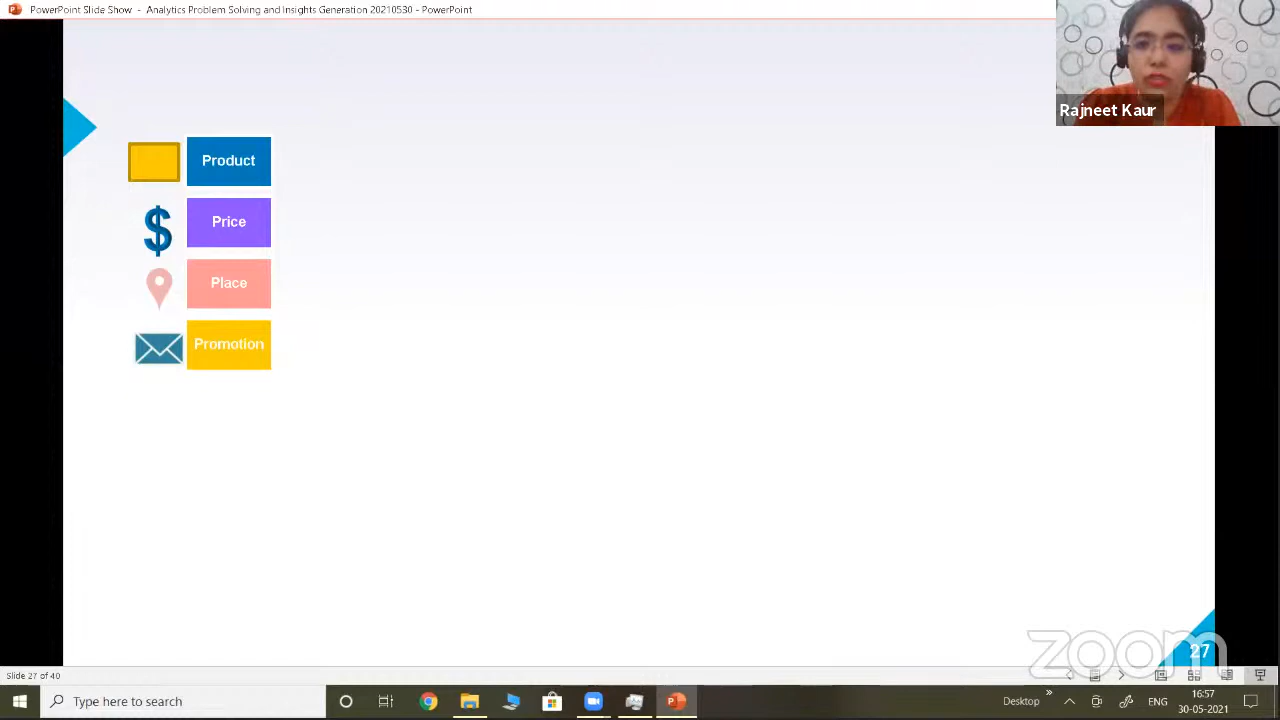 PowerPoint Slide Show - Analytics Problem Solving and Insights Generation 20210530 - PowerPoint
Rajneet Kaur
Product
$
Price
Place
Promotion
zoom
27
Slide 27 of 40
Type here to search
Desktop
»
ENG
16:57
30-05-2021